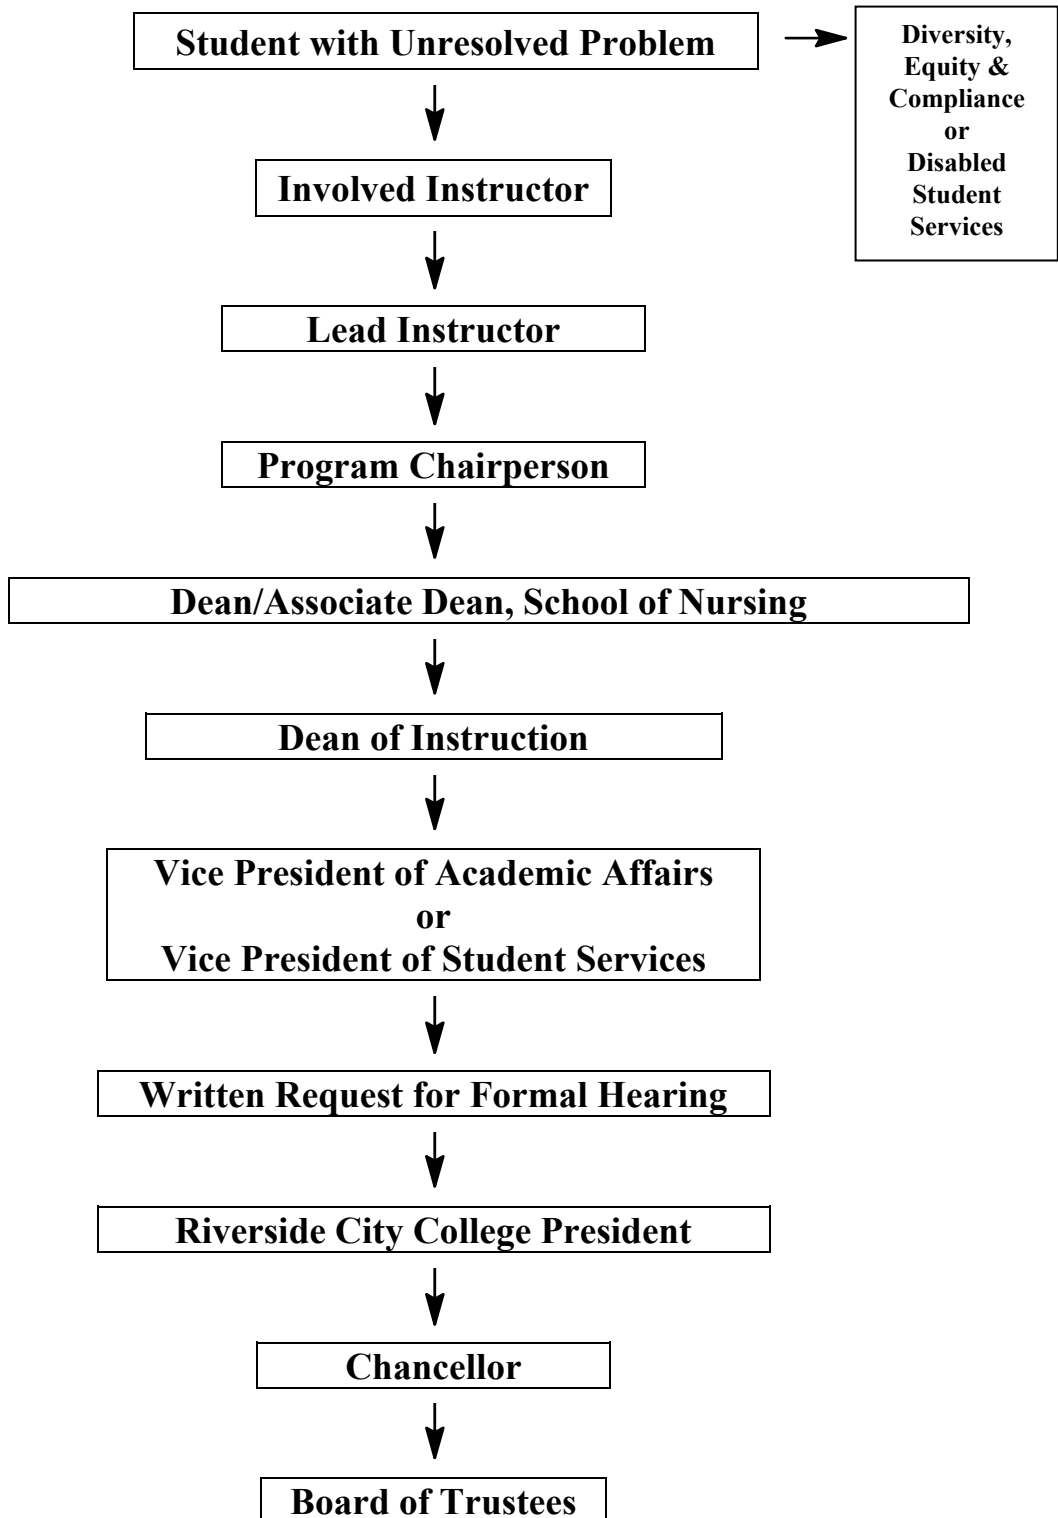 Student with Unresolved Problem
Diversity,
Equity &
Compliance
or
Disabled
Student
Services
Involved Instructor
Lead Instructor
Program Chairperson
Dean/Associate Dean, School of Nursing
Dean of Instruction
Vice President of Academic Affairs
or
Vice President of Student Services
Written Request for Formal Hearing
Riverside City College President
Chancellor
Board of Trustees